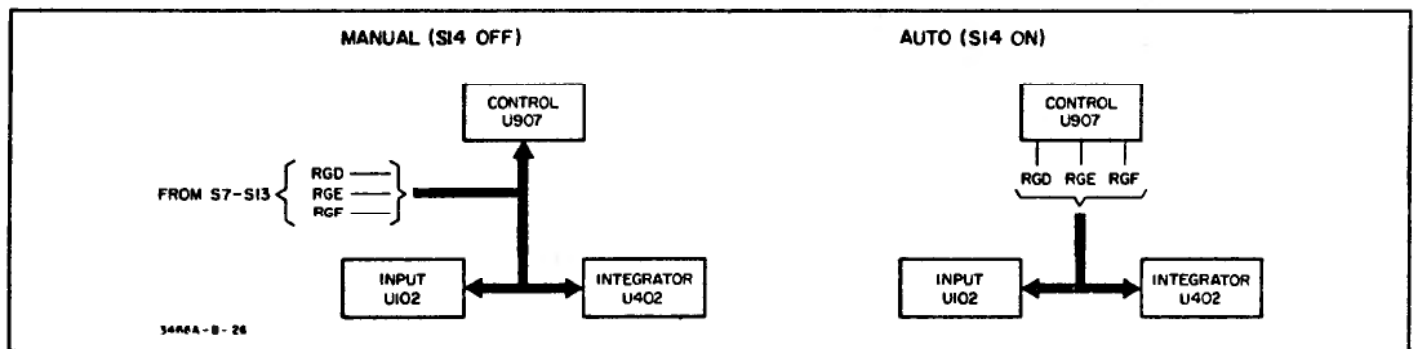 MANUAL (S14 OFF)
CONTROL
U907
FROM S7-S13
RGD
RGE
RGF
INPUT
U102
INTEGRATOR
U402
AUTO (S14 ON)
CONTROL
U907
RGD RGE RGF
INPUT
U102
INTEGRATOR
U402
3466A-B-26